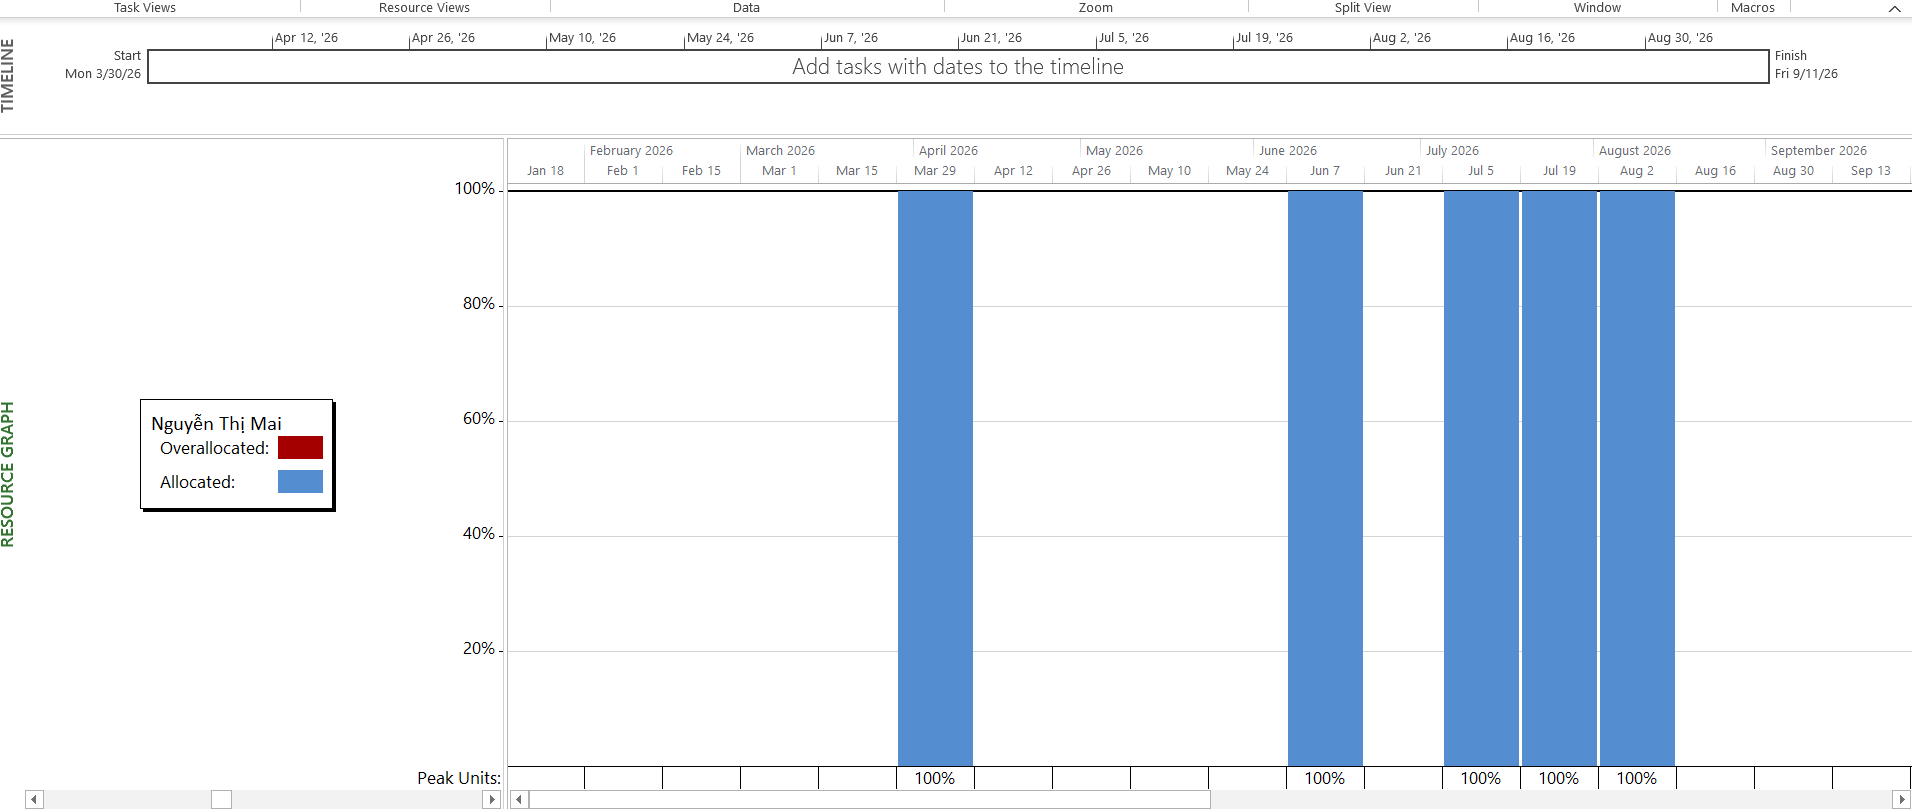 Task Views Resource Views Data Zoom Split View Window Macros
TIMELINE
Apr 12, '26 Apr 26, '26 May 10, '26 May 24, '26 Jun 7, '26 Jun 21, '26 Jul 5, '26 Jul 19, '26 Aug 2, '26 Aug 16, '26 Aug 30, '26
Start
Mon 3/30/26
Add tasks with dates to the timeline
Finish
Fri 9/11/26
February 2026 March 2026 April 2026 May 2026 June 2026 July 2026 August 2026 September 2026
Jan 18 Feb 1 Feb 15 Mar 1 Mar 15 Mar 29 Apr 12 Apr 26 May 10 May 24 Jun 7 Jun 21 Jul 5 Jul 19 Aug 2 Aug 16 Aug 30 Sep 13
RESOURCE GRAPH
Nguyễn Thị Mai
Overallocated:
Allocated:
100%
80%
60%
40%
20%
Peak Units: 100% 100% 100% 100% 100%